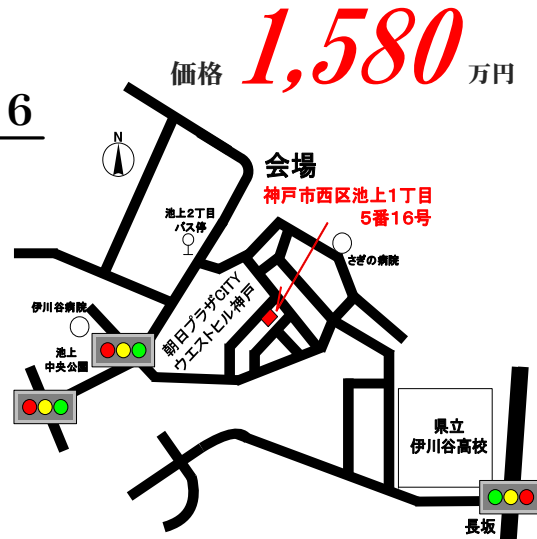 価格 1,580 万円
6
N
会場
神戸市西区池上1丁目
5番16号
池上2丁目
バス停
さぎの病院
朝日プラザCITY
ウエストヒル神戸
伊川谷病院
池上
中央公園
県立
伊川谷高校
長坂